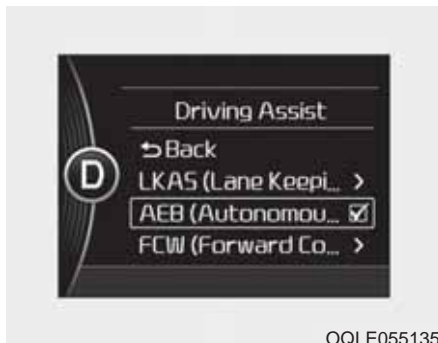 Driving Assist
⮌ Back
D
LKAS (Lane Keepi... >
AEB (Autonomou... ☑
FCW (Forward Co... >
OQLE055135